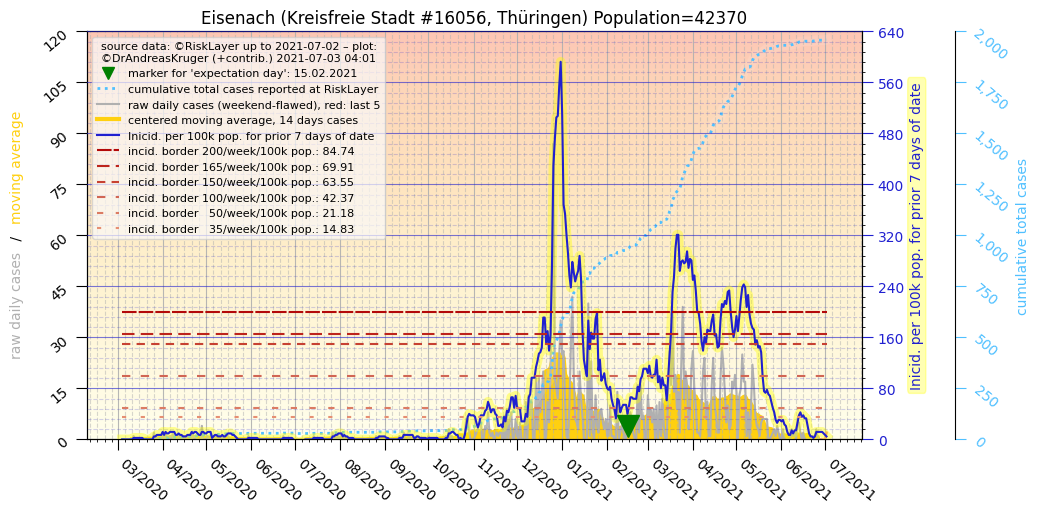 Eisenach (Kreisfreie Stadt #16056, Thüringen) Population=42370
source data: ©RiskLayer up to 2021-07-02 – plot:
©DrAndreasKruger (+contrib.) 2021-07-03 04:01
marker for 'expectation day': 15.02.2021
cumulative total cases reported at RiskLayer
raw daily cases (weekend-flawed), red: last 5
centered moving average, 14 days cases
Inicid. per 100k pop. for prior 7 days of date
incid. border 200/week/100k pop.: 84.74
incid. border 165/week/100k pop.: 69.91
incid. border 150/week/100k pop.: 63.55
incid. border 100/week/100k pop.: 42.37
incid. border 50/week/100k pop.: 21.18
incid. border 35/week/100k pop.: 14.83
raw daily cases / moving average
120
105
90
75
60
45
30
15
0
03/2020
04/2020
05/2020
06/2020
07/2020
08/2020
09/2020
10/2020
11/2020
12/2020
01/2021
02/2021
03/2021
04/2021
05/2021
06/2021
07/2021
640
560
480
400
320
240
160
80
0
Inicid. per 100k pop. for prior 7 days of date
2,000
1,750
1,500
1,250
1,000
750
500
250
0
cumulative total cases